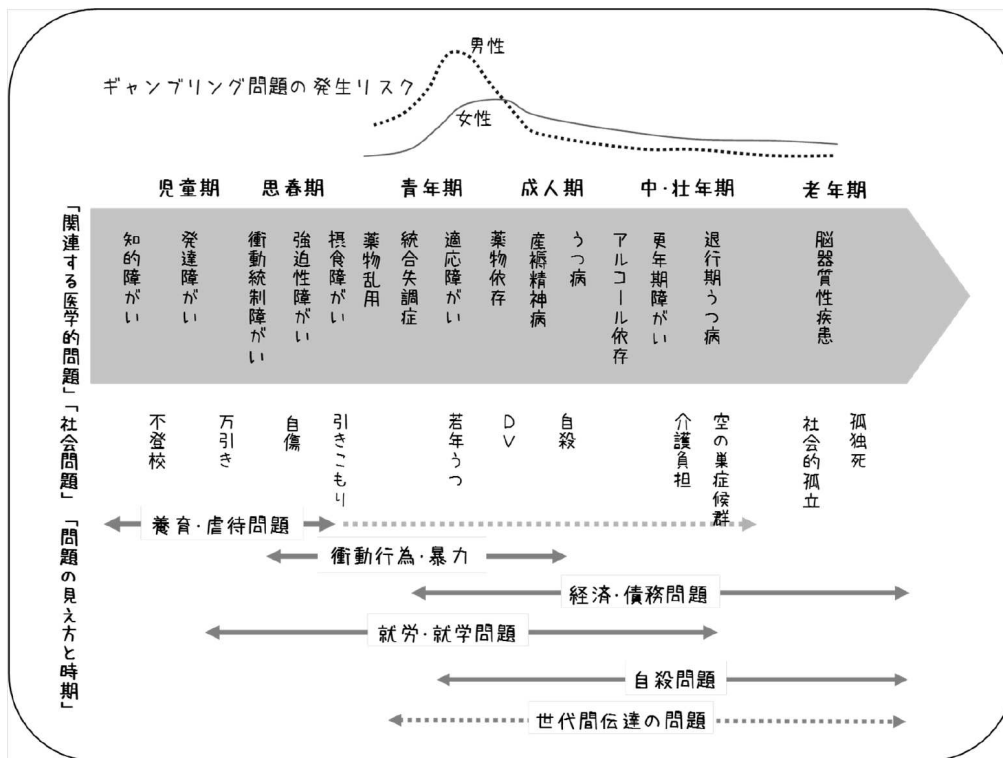 男性
ギャンブリング問題の発生リスク
女性
児童期
思春期
青年期
成人期
中・壮年期
老年期
「関連する医学的問題」
知的障がい
発達障がい
衝動統制障がい
強迫性障がい
摂食障がい
薬物乱用
統合失調症
適応障がい
薬物依存
産褥精神病
うつ病
アルコール依存
更年期障がい
退行期うつ病
脳器質性疾患
「社会問題」
不登校
万引き
自傷
引きこもり
若年うつ
DV
自殺
介護負担
空の巣症候群
社会的孤立
孤独死
「問題の見え方と時期」
養育・虐待問題
衝動行為・暴力
経済・債務問題
就労・就学問題
自殺問題
世代間伝達の問題